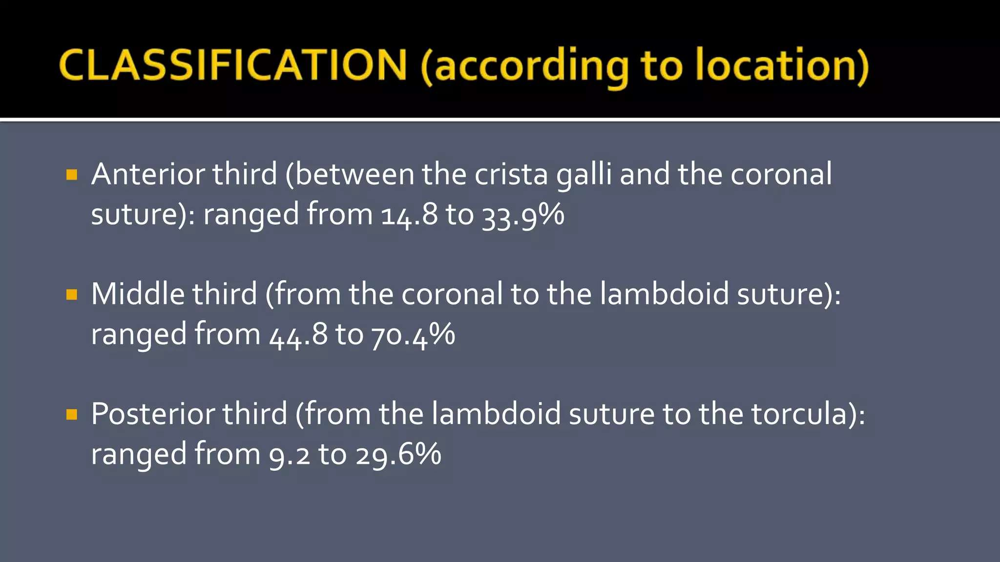 CLASSIFICATION (according to location)
Anterior third (between the crista galli and the coronal
suture): ranged from 14.8 to 33.9%
Middle third (from the coronal to the lambdoid suture):
ranged from 44.8 to 70.4%
Posterior third (from the lambdoid suture to the torcula):
ranged from 9.2 to 29.6%